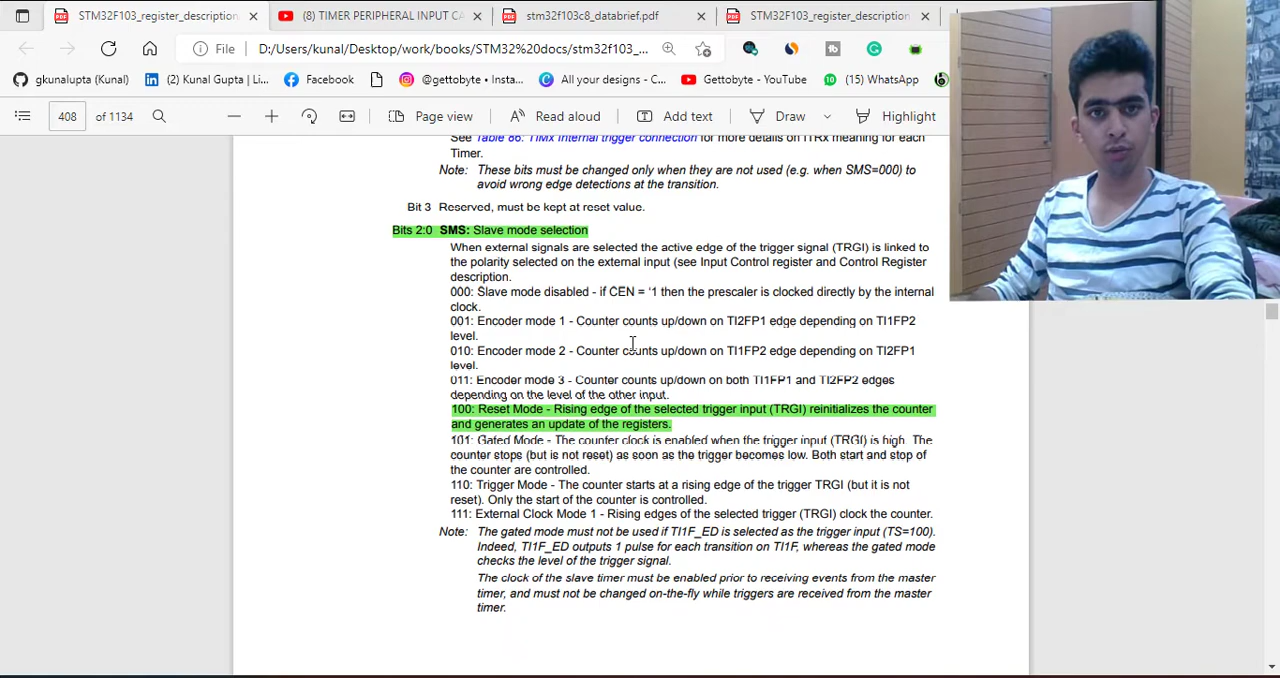 STM32F103_register_description
(8) TIMER PERIPHERAL INPUT CA
stm32f103c8_databrief.pdf
STM32F103_register_description
File D:/Users/kunal/Desktop/work/books/STM32%20docs/stm32f103_...
gkunalupta (Kunal)
(2) Kunal Gupta | Li...
Facebook
@gettobyte • Insta...
All your designs - C...
Gettobyte - YouTube
(15) WhatsApp
408 of 1134
Page view
Read aloud
Add text
Draw
Highlight
See Table 86: TIMx internal trigger connection for more details on ITRx meaning for each
Timer.
Note: These bits must be changed only when they are not used (e.g. when SMS=000) to
avoid wrong edge detections at the transition.
Bit 3 Reserved, must be kept at reset value.
Bits 2:0 SMS: Slave mode selection
When external signals are selected the active edge of the trigger signal (TRGI) is linked to
the polarity selected on the external input (see Input Control register and Control Register
description.
000: Slave mode disabled - if CEN = ‘1 then the prescaler is clocked directly by the internal
clock.
001: Encoder mode 1 - Counter counts up/down on TI2FP1 edge depending on TI1FP2
level.
010: Encoder mode 2 - Counter counts up/down on TI1FP2 edge depending on TI2FP1
level.
011: Encoder mode 3 - Counter counts up/down on both TI1FP1 and TI2FP2 edges
depending on the level of the other input.
100: Reset Mode - Rising edge of the selected trigger input (TRGI) reinitializes the counter
and generates an update of the registers.
101: Gated Mode - The counter clock is enabled when the trigger input (TRGI) is high. The
counter stops (but is not reset) as soon as the trigger becomes low. Both start and stop of
the counter are controlled.
110: Trigger Mode - The counter starts at a rising edge of the trigger TRGI (but it is not
reset). Only the start of the counter is controlled.
111: External Clock Mode 1 - Rising edges of the selected trigger (TRGI) clock the counter.
Note: The gated mode must not be used if TI1F_ED is selected as the trigger input (TS=100).
Indeed, TI1F_ED outputs 1 pulse for each transition on TI1F, whereas the gated mode
checks the level of the trigger signal.
The clock of the slave timer must be enabled prior to receiving events from the master
timer, and must not be changed on-the-fly while triggers are received from the master
timer.